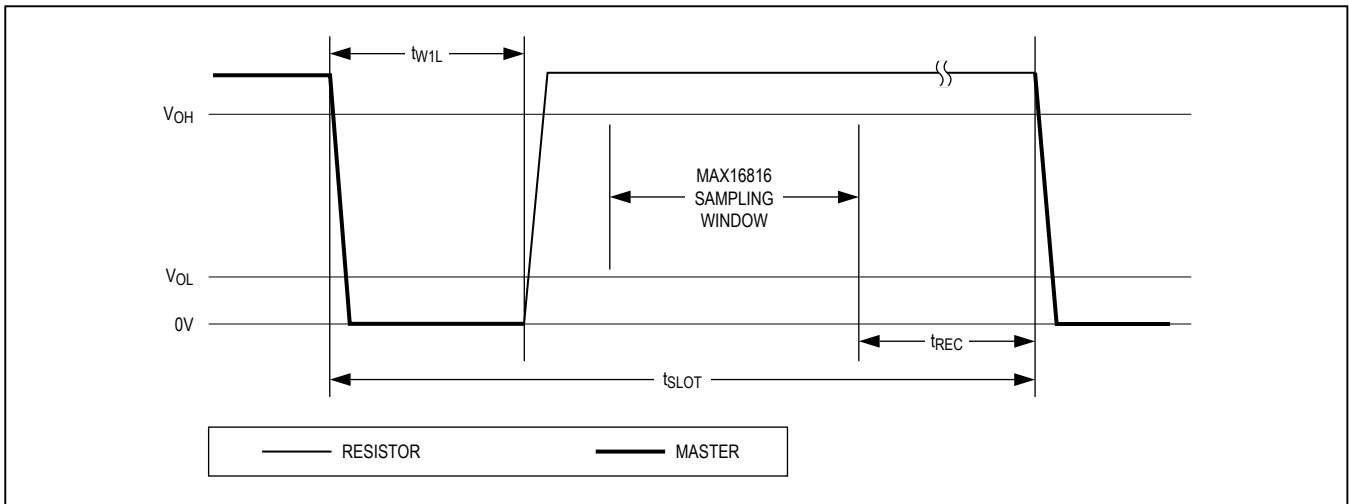 tW1L
VOH
MAX16816
SAMPLING
WINDOW
VOL
0V
tREC
tSLOT
RESISTOR
MASTER